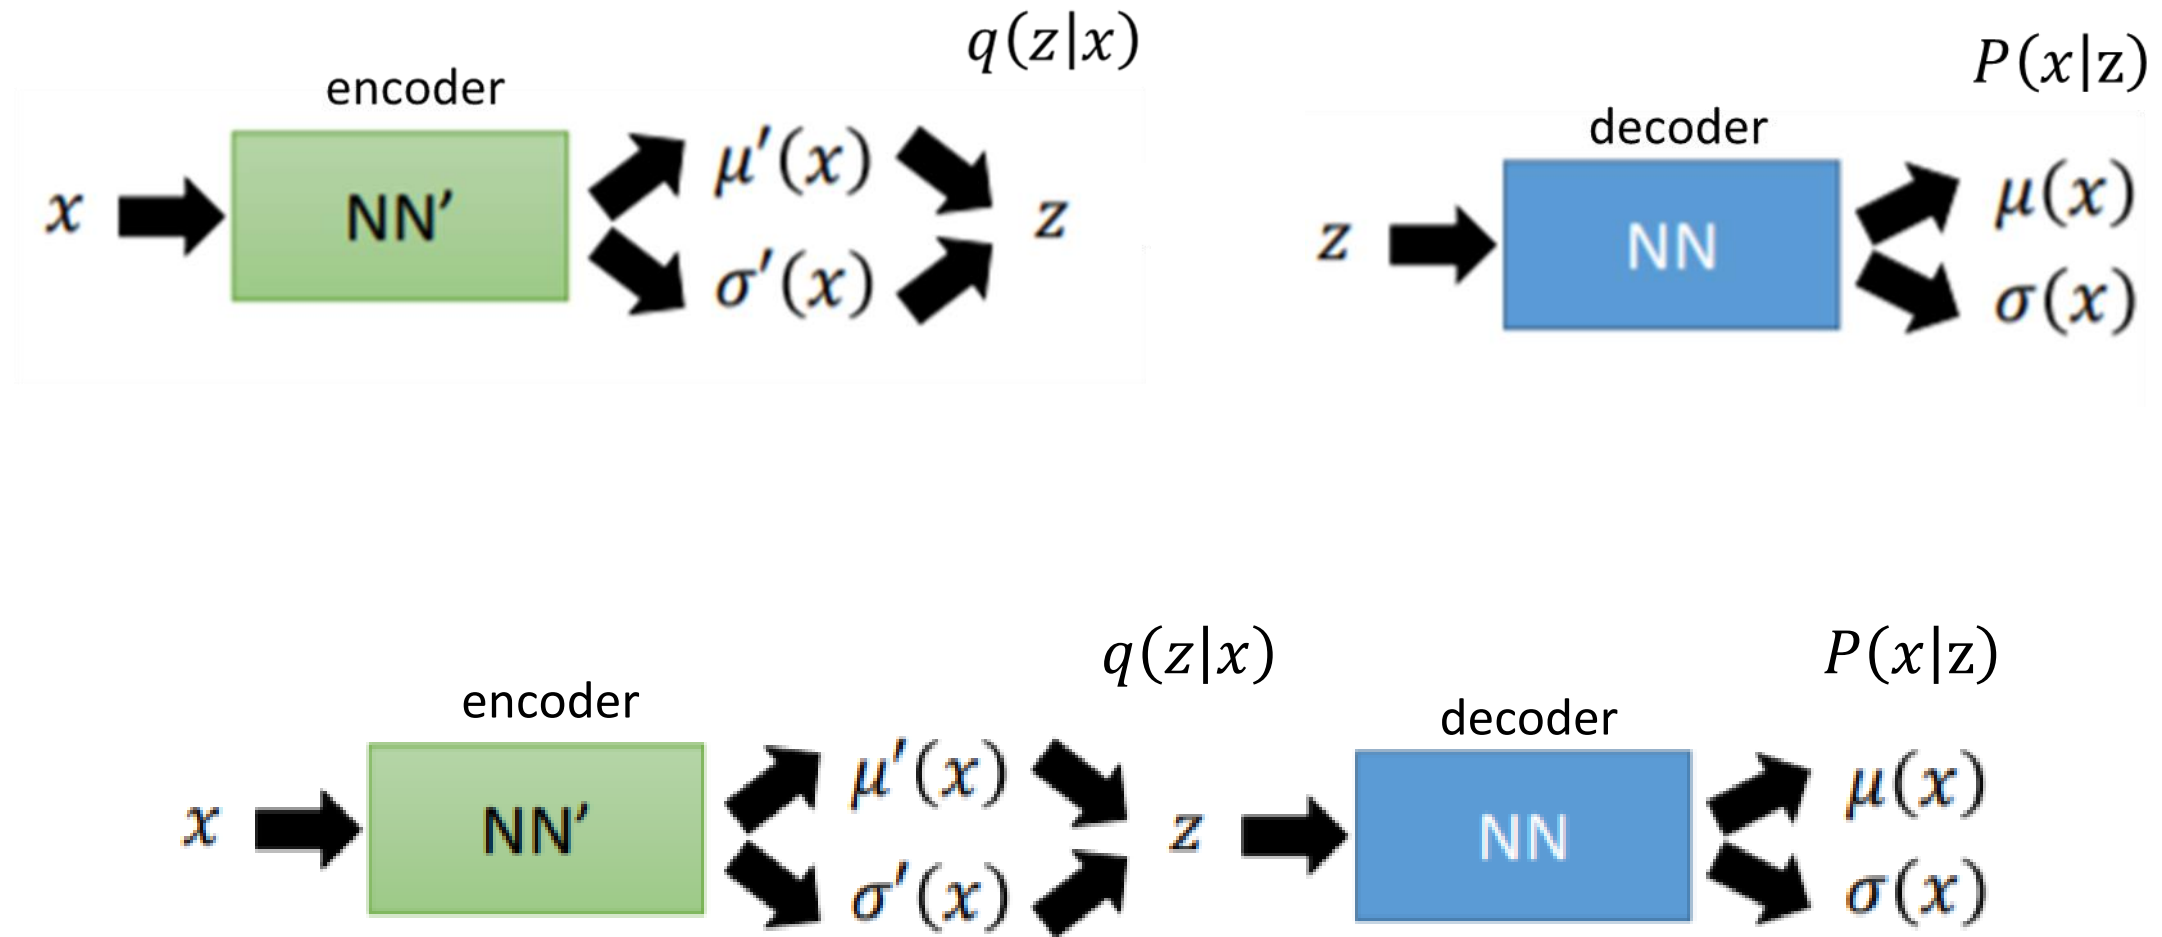 q(z|x)
encoder
x
NN′
μ′(x)
σ′(x)
z
P(x|z)
decoder
z
NN
μ(x)
σ(x)
q(z|x)
encoder
x
NN′
μ′(x)
σ′(x)
z
P(x|z)
decoder
NN
μ(x)
σ(x)